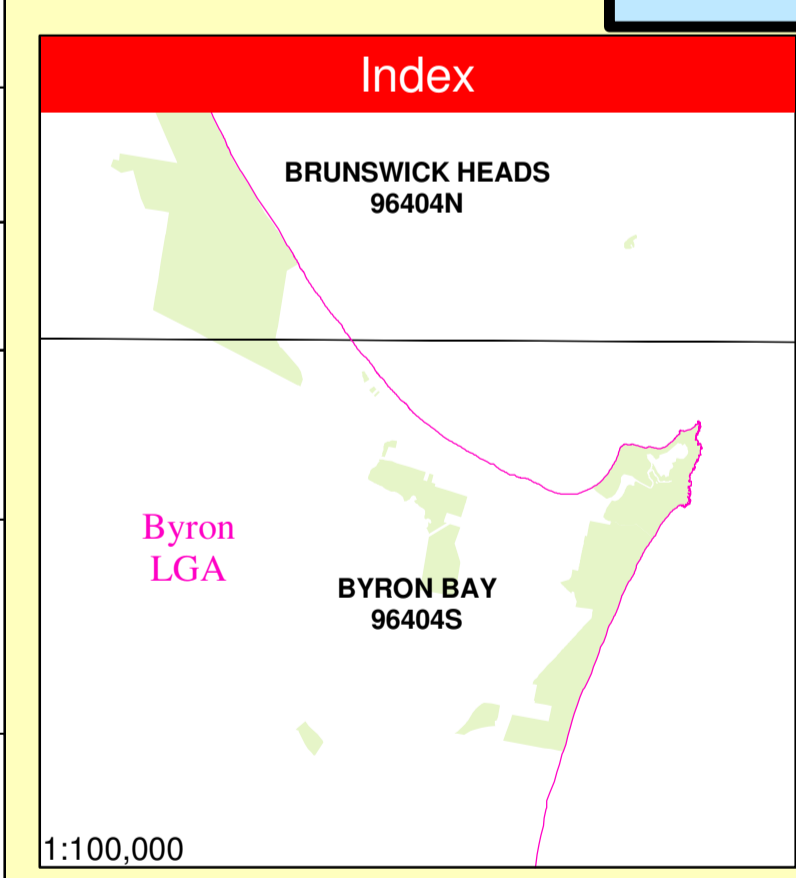 Index
BRUNSWICK HEADS
96404N
Byron
LGA
BYRON BAY
96404S
1:100,000